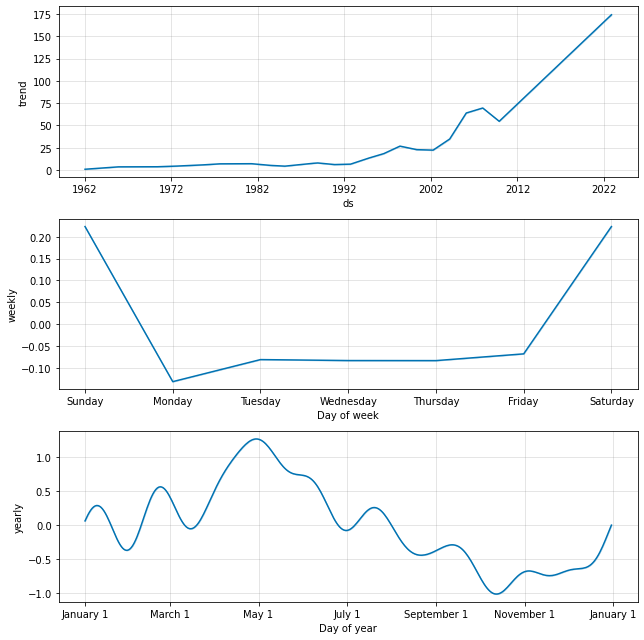 175
150
125
100
75
50
25
0
trend
1962 1972 1982 1992 2002 2012 2022
ds
0.20
0.15
0.10
0.05
0.00
−0.05
−0.10
weekly
Sunday Monday Tuesday Wednesday Thursday Friday Saturday
Day of week
1.0
0.5
0.0
−0.5
−1.0
yearly
January 1 March 1 May 1 July 1 September 1 November 1 January 1
Day of year